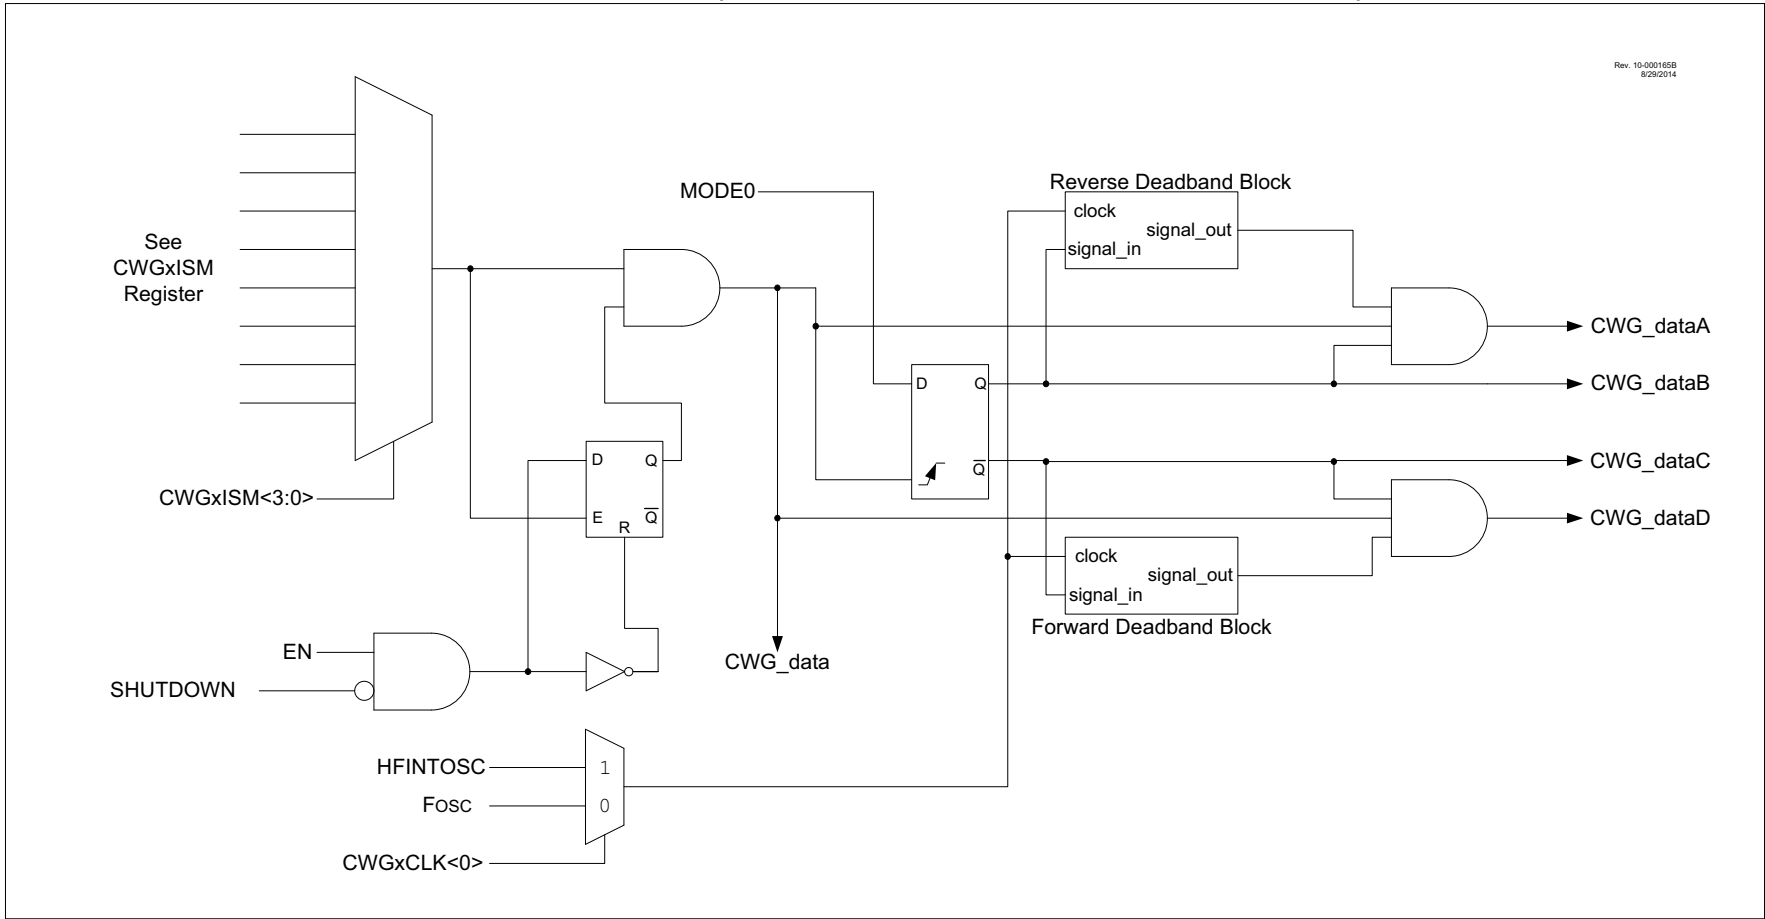 Rev. 10-000165B
8/29/2014
See
CWGxISM
Register
CWGxISM<3:0>
MODE0
Reverse Deadband Block
clock
signal_out
signal_in
CWG_dataA
D
Q
CWG_dataB
Q
CWG_dataC
D
Q
E
R
Q
CWG_dataD
clock
signal_out
signal_in
Forward Deadband Block
EN
SHUTDOWN
CWG_data
HFINTOSC
1
FOSC
0
CWGxCLK<0>